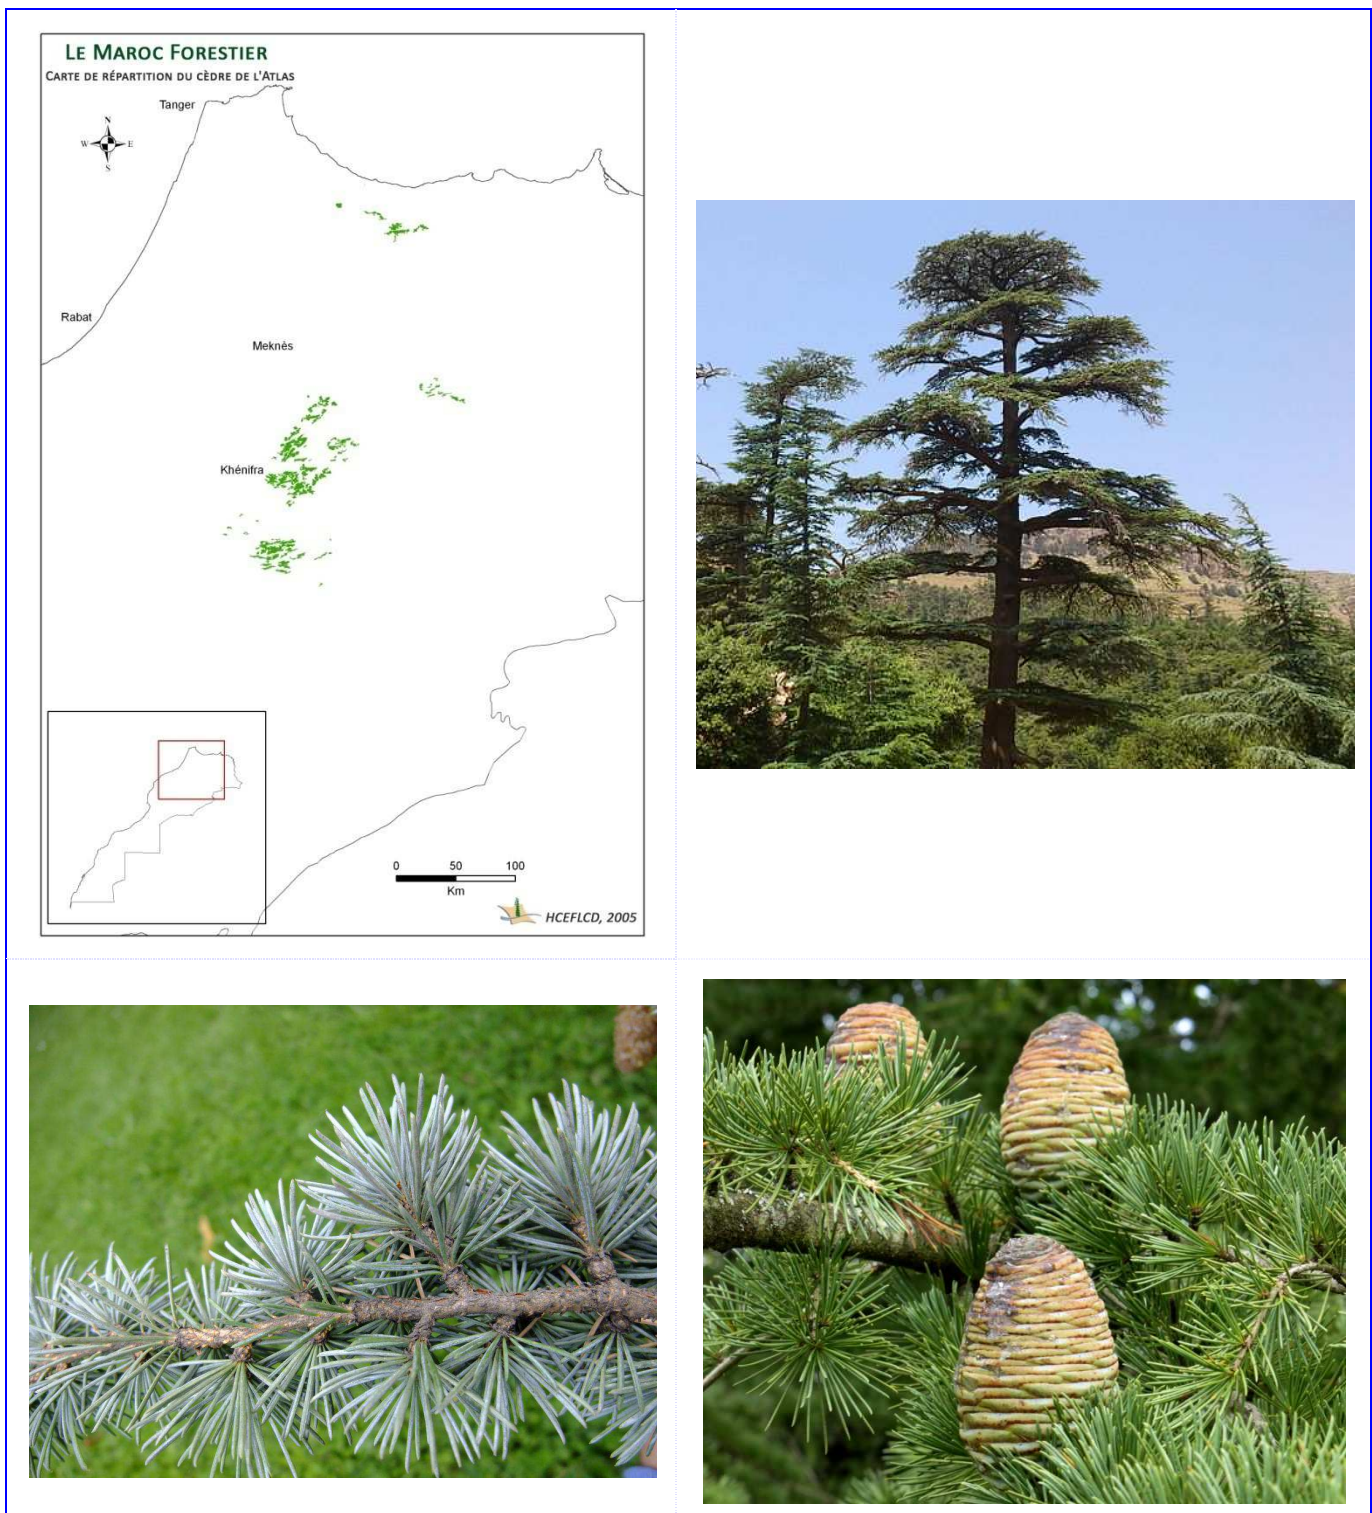 LE MAROC FORESTIER
CARTE DE RÉPARTITION DU CÈDRE DE L'ATLAS
Tanger
N
W E
S
Rabat
Meknès
Khénifra
0 50 100
Km
HCEFLCD, 2005